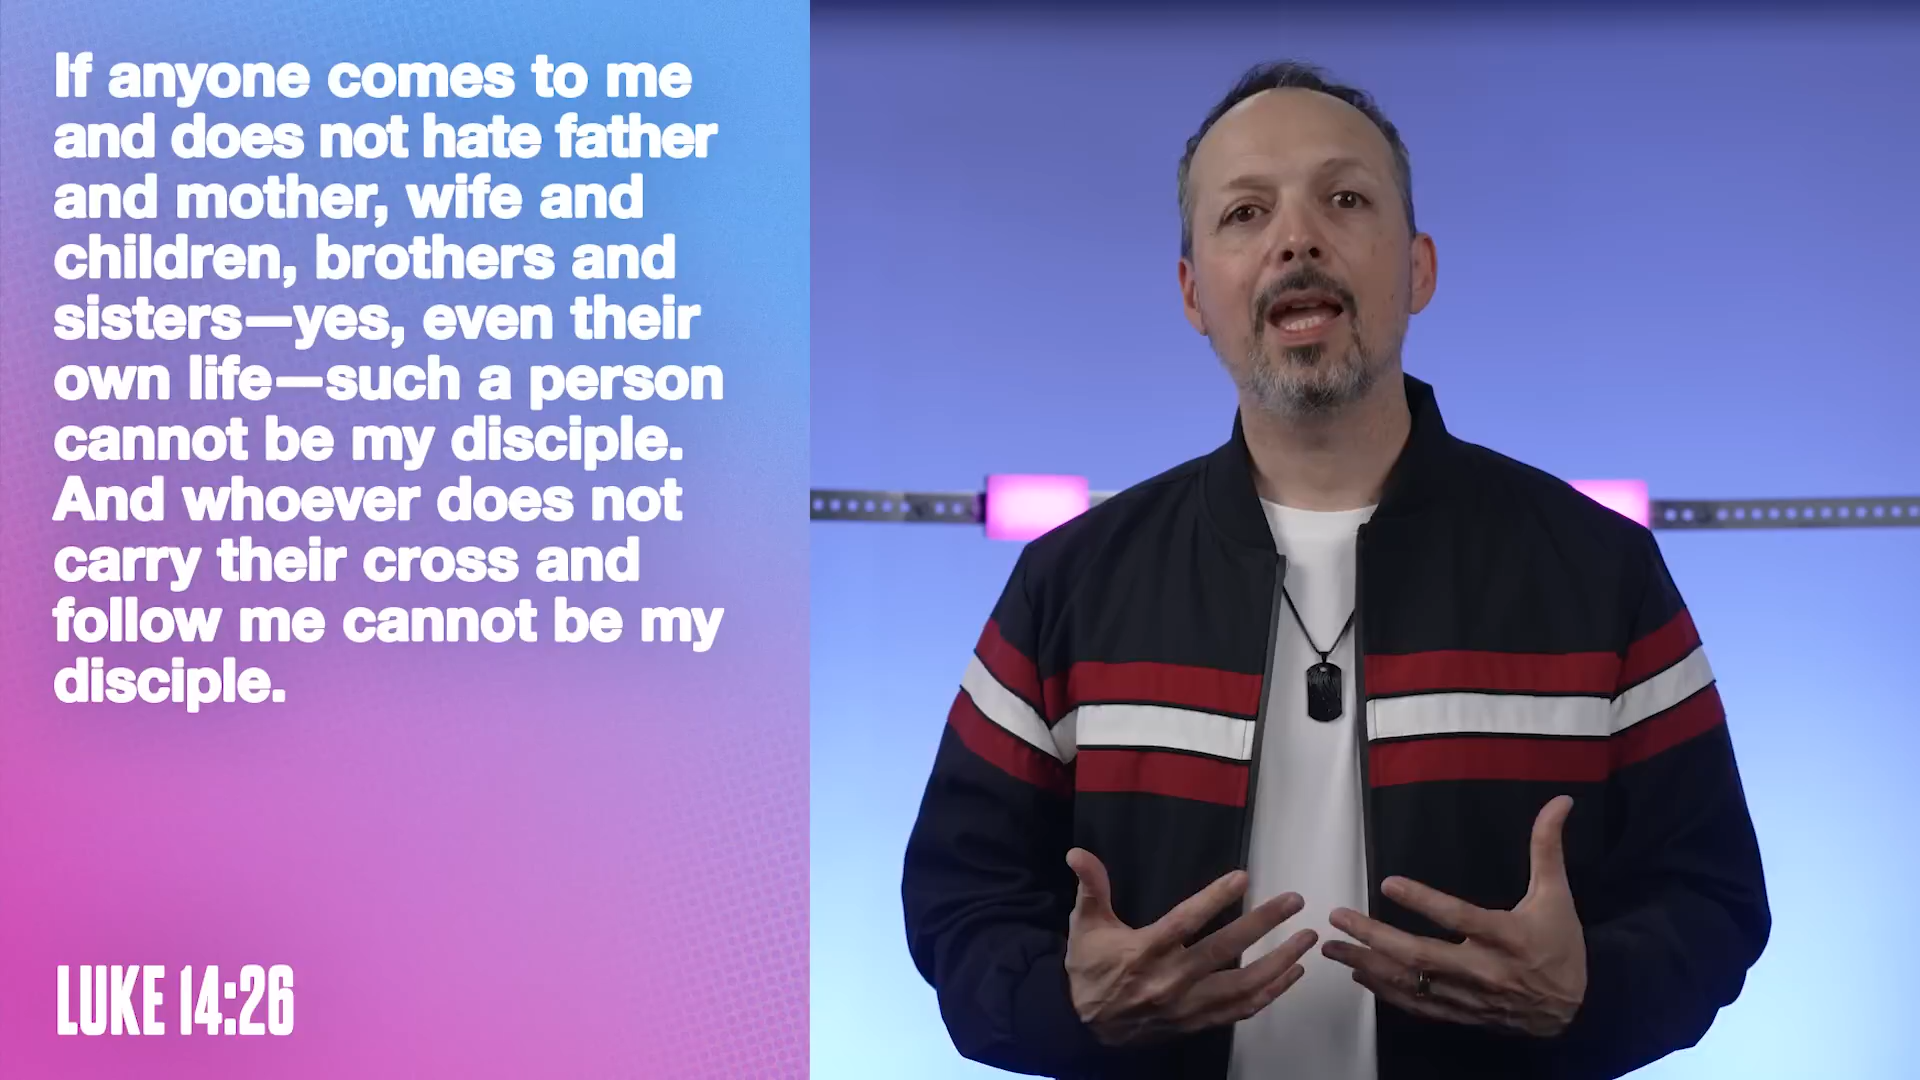 If anyone comes to me
and does not hate father
and mother, wife and
children, brothers and
sisters—yes, even their
own life—such a person
cannot be my disciple.
And whoever does not
carry their cross and
follow me cannot be my
disciple.
LUKE 14:26